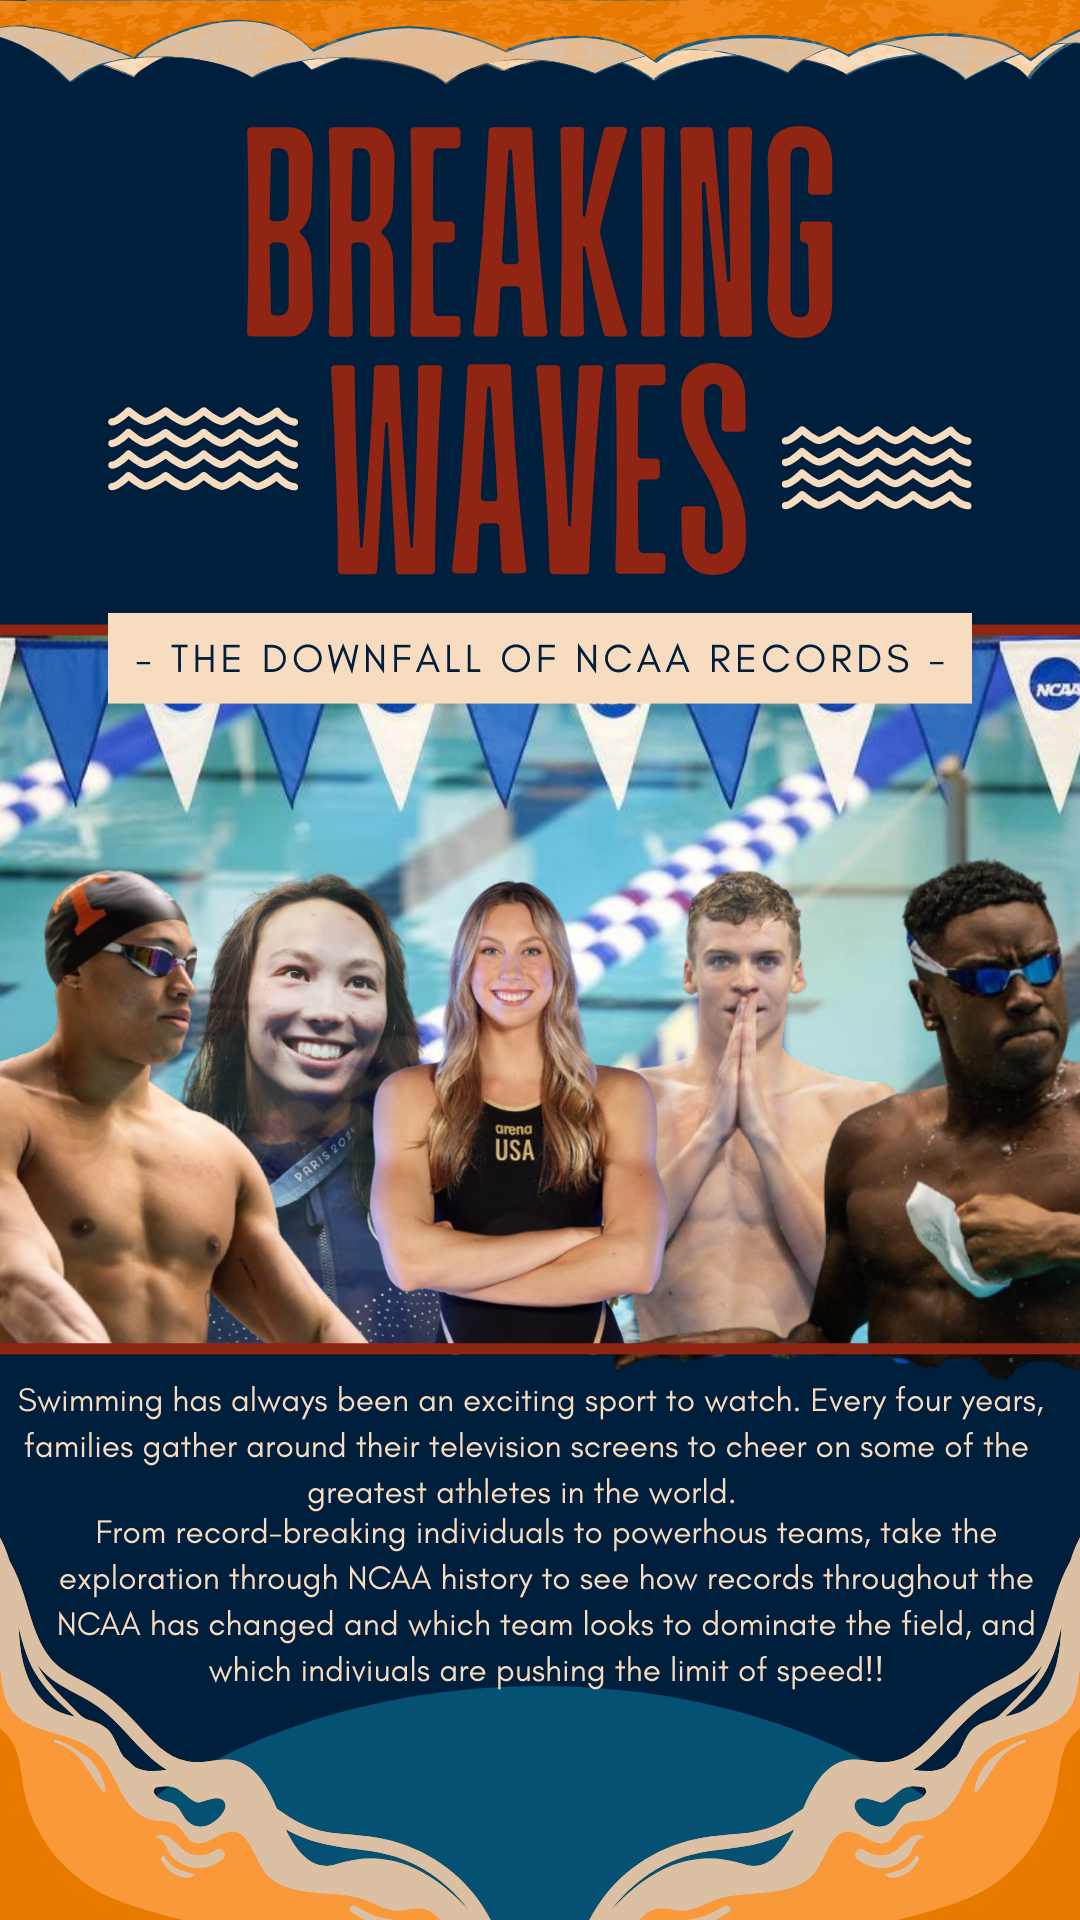 BREAKING
WAVES
- THE DOWNFALL OF NCAA RECORDS -
NCAA
T
PARIS 2024
arena
USA
Swimming has always been an exciting sport to watch. Every four years,
families gather around their television screens to cheer on some of the
greatest athletes in the world.
From record-breaking individuals to powerhous teams, take the
exploration through NCAA history to see how records throughout the
NCAA has changed and which team looks to dominate the field, and
which indiviuals are pushing the limit of speed!!